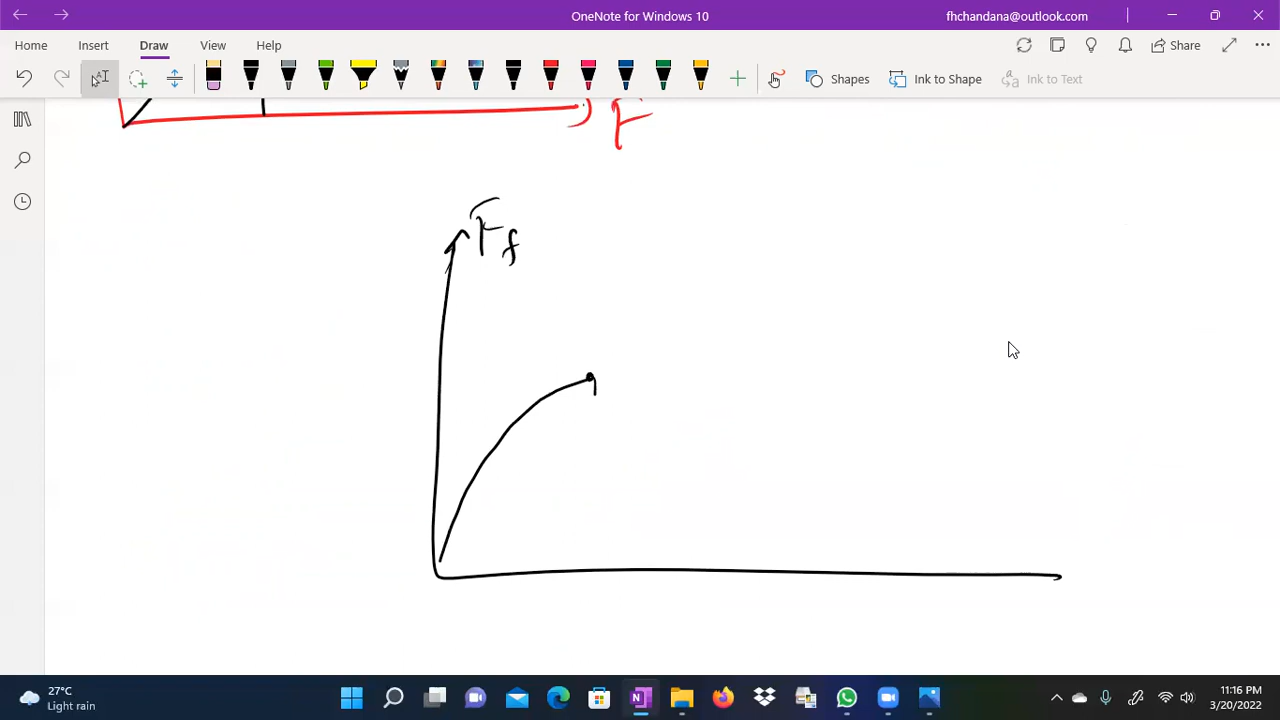 OneNote for Windows 10
fhchandana@outlook.com
Home Insert Draw View Help
Share
Shapes
Ink to Shape
Ink to Text
F
Ff
27°C
Light rain
11:16 PM
3/20/2022